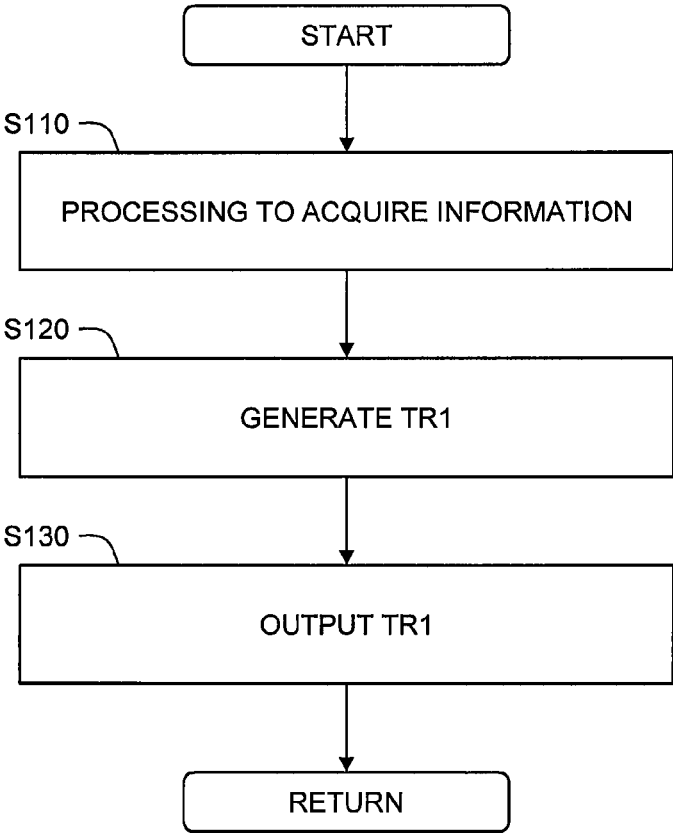 START
S110
PROCESSING TO ACQUIRE INFORMATION
S120
GENERATE TR1
S130
OUTPUT TR1
RETURN